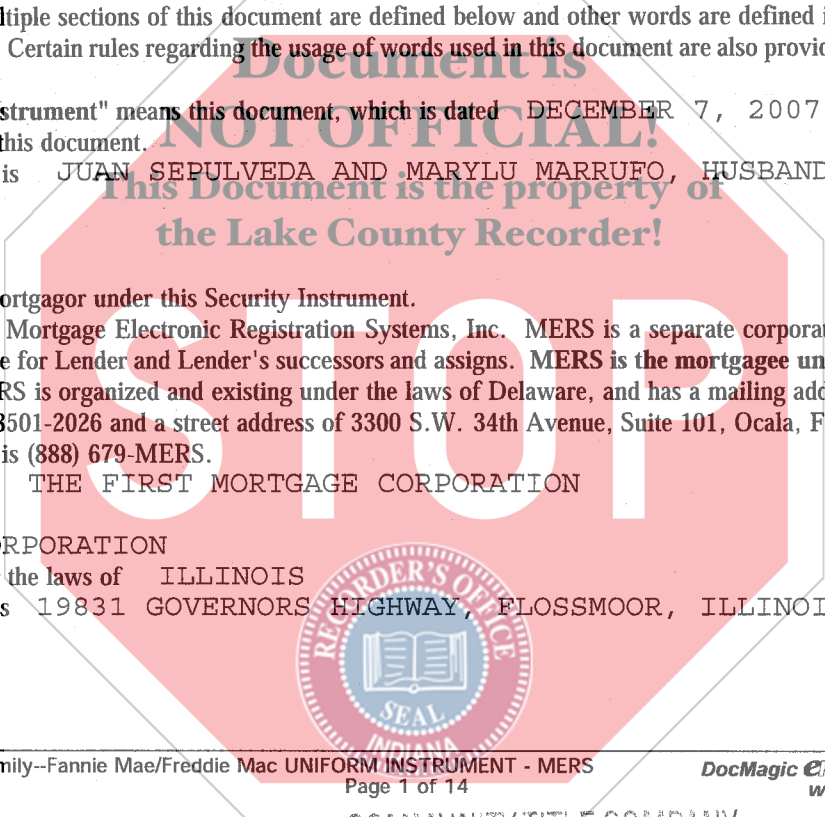 ltiple sections of this document are defined below and other words are defined i
Certain rules regarding the usage of words used in this document are also provid
Document is
strument" means this document, which is dated DECEMBER 7, 2007
NOT OFFICIAL!
this document.
is JUAN SEPULVEDA AND MARYLU MARRUFO, HUSBAND
This Document is the property of
the Lake County Recorder!
ortgagor under this Security Instrument.
Mortgage Electronic Registration Systems, Inc. MERS is a separate corporat
e for Lender and Lender's successors and assigns. MERS is the mortgagee un
RS is organized and existing under the laws of Delaware, and has a mailing add
3501-2026 and a street address of 3300 S.W. 34th Avenue, Suite 101, Ocala, F
is (888) 679-MERS.
STOP
THE FIRST MORTGAGE CORPORATION
RPORATION
the laws of ILLINOIS
s 19831 GOVERNORS HIGHWAY, FLOSSMOOR, ILLINOI
RECORDER'S OFFICE
SEAL
INDIANA
mily--Fannie Mae/Freddie Mac UNIFORM INSTRUMENT - MERS
DocMagic
Page 1 of 14
w